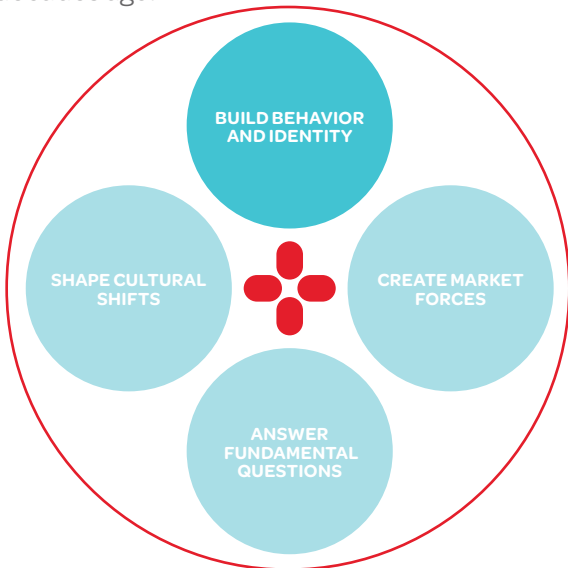 BUILD BEHAVIOR
AND IDENTITY
SHAPE CULTURAL
SHIFTS
CREATE MARKET
FORCES
ANSWER
FUNDAMENTAL
QUESTIONS